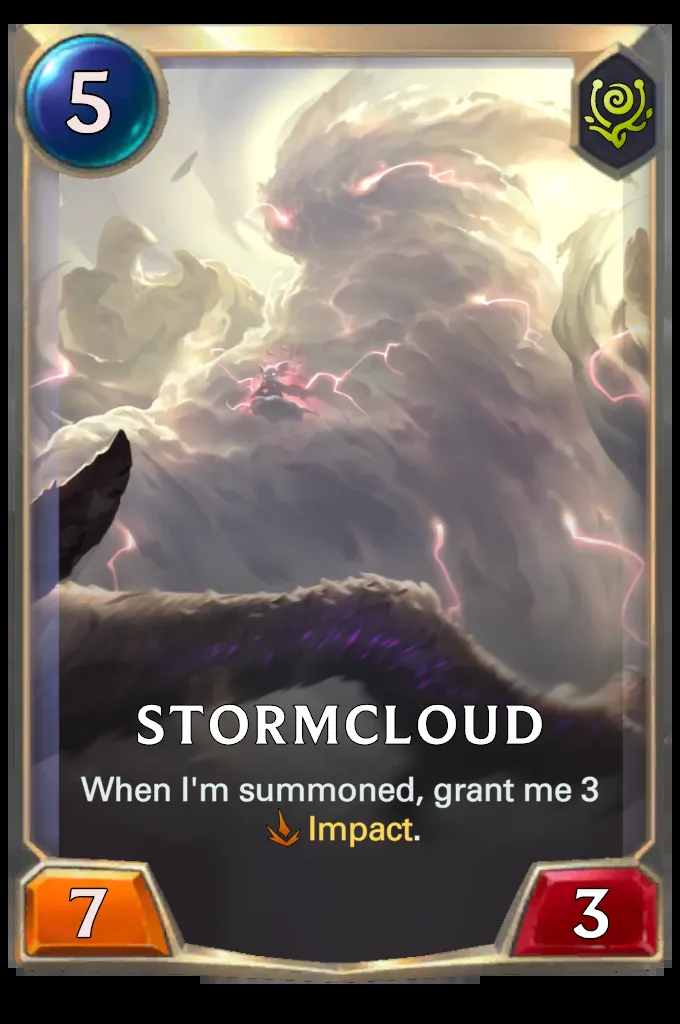 5
STORMCLOUD
When I'm summoned, grant me 3
Impact.
7
3